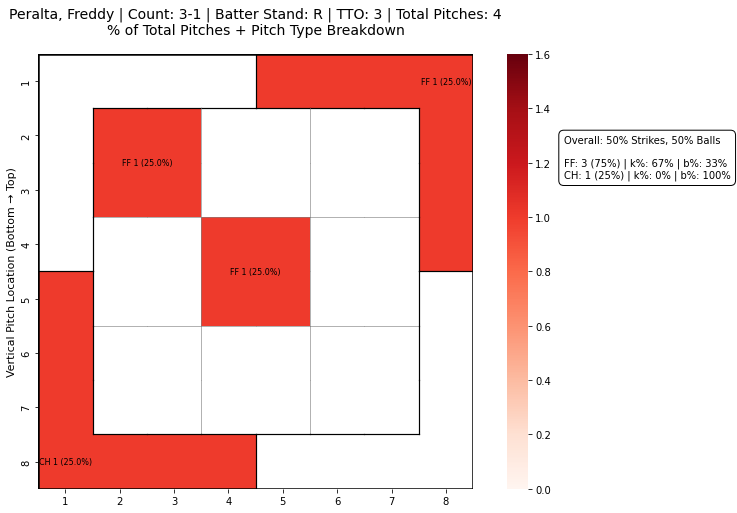 Peralta, Freddy | Count: 3-1 | Batter Stand: R | TTO: 3 | Total Pitches: 4
% of Total Pitches + Pitch Type Breakdown
Vertical Pitch Location (Bottom → Top)
1
2
3
4
5
6
7
8
FF 1 (25.0%)
FF 1 (25.0%)
FF 1 (25.0%)
CH 1 (25.0%)
1 2 3 4 5 6 7 8
1.6
1.4
1.2
1.0
0.8
0.6
0.4
0.2
0.0
Overall: 50% Strikes, 50% Balls
FF: 3 (75%) | k%: 67% | b%: 33%
CH: 1 (25%) | k%: 0% | b%: 100%